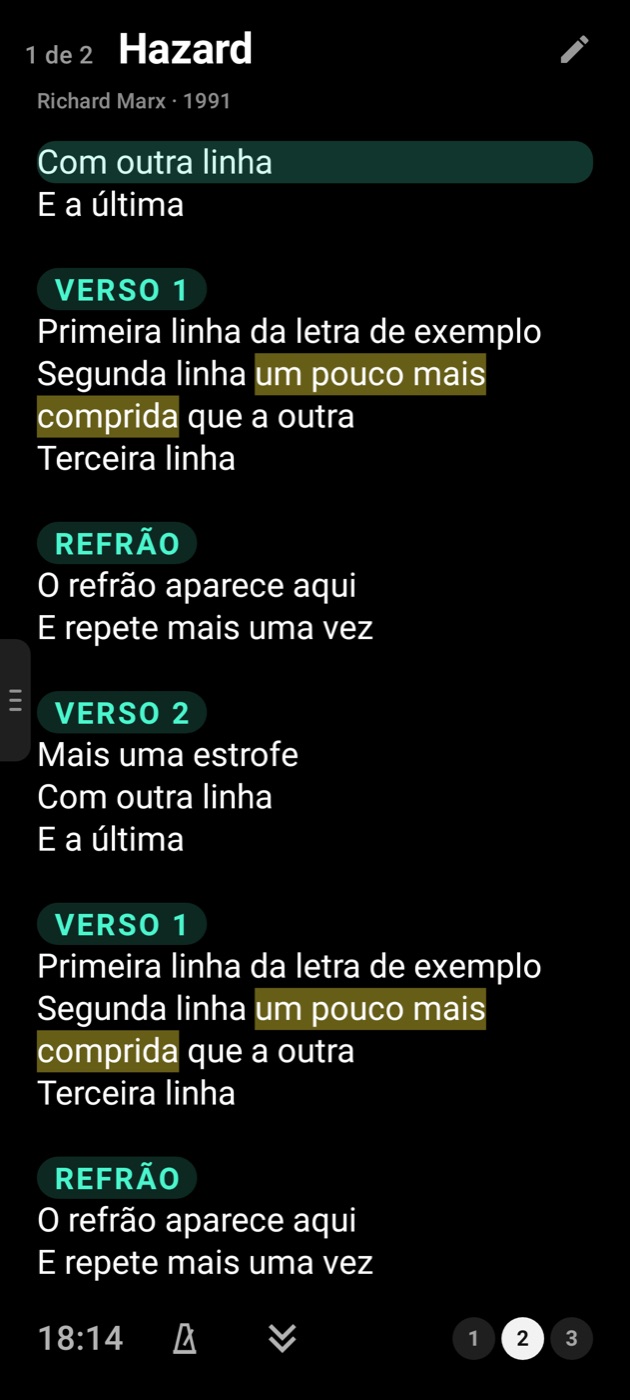 1 de 2 Hazard
Richard Marx · 1991
Com outra linha
E a última
VERSO 1
Primeira linha da letra de exemplo
Segunda linha um pouco mais
comprida que a outra
Terceira linha
REFRÃO
O refrão aparece aqui
E repete mais uma vez
VERSO 2
Mais uma estrofe
Com outra linha
E a última
VERSO 1
Primeira linha da letra de exemplo
Segunda linha um pouco mais
comprida que a outra
Terceira linha
REFRÃO
O refrão aparece aqui
E repete mais uma vez
18:14 1 2 3